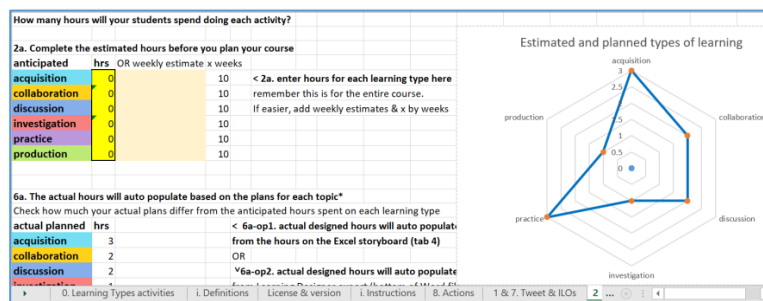 How many hours will your students spend doing each activity?
2a. Complete the estimated hours before you plan your course
anticipated hrs OR weekly estimate x weeks
acquisition 0 10 < 2a. enter hours for each learning type here
collaboration 0 10 remember this is for the entire course.
discussion 0 10 If easier, add weekly estimates & x by weeks
investigation 0 10
practice 0 10
production 0 10
6a. The actual hours will auto populate based on the plans for each topic*
Check how much your actual plans differ from the anticipated hours spent on each learning type
actual planned hrs < 6a-op1. actual designed hours will auto populate
acquisition 3 from the hours on the Excel storyboard (tab 4)
collaboration 2 OR
discussion 2 ˅6a-op2. actual designed hours will auto populate
Estimated and planned types of learning
acquisition
3
2.5
2
1.5
1
0.5
0
production
collaboration
practice
discussion
investigation
0. Learning Types activities i. Definitions License & version i. Instructions 8. Actions 1 & 7. Tweet & ILOs 2 ...